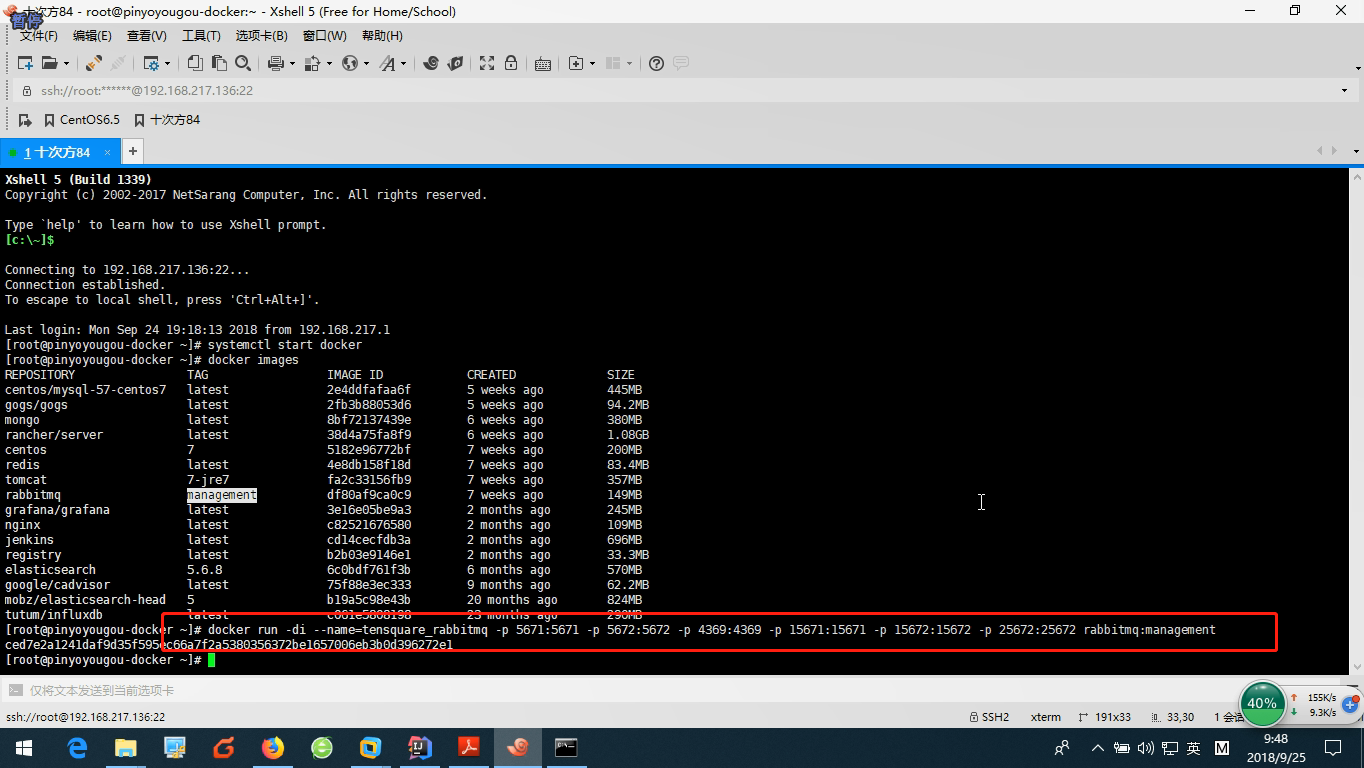 十次方84 - root@pinyoyougou-docker:~ - Xshell 5 (Free for Home/School)
暂停
文件(F) 编辑(E) 查看(V) 工具(T) 选项卡(B) 窗口(W) 帮助(H)
ssh://root:******@192.168.217.136:22
CentOS6.5 十次方84
1 十次方84 × +
Xshell 5 (Build 1339)
Copyright (c) 2002-2017 NetSarang Computer, Inc. All rights reserved.
Type `help' to learn how to use Xshell prompt.
[c:\~]$
Connecting to 192.168.217.136:22...
Connection established.
To escape to local shell, press 'Ctrl+Alt+]'.
Last login: Mon Sep 24 19:18:13 2018 from 192.168.217.1
[root@pinyoyougou-docker ~]# systemctl start docker
[root@pinyoyougou-docker ~]# docker images
REPOSITORY TAG IMAGE ID CREATED SIZE
centos/mysql-57-centos7 latest 2e4ddfafaa6f 5 weeks ago 445MB
gogs/gogs latest 2fb3b88053d6 5 weeks ago 94.2MB
mongo latest 8bf72137439e 6 weeks ago 380MB
rancher/server latest 38d4a75fa8f9 6 weeks ago 1.08GB
centos 7 5182e96772bf 7 weeks ago 200MB
redis latest 4e8db158f18d 7 weeks ago 83.4MB
tomcat 7-jre7 fa2c33156fb9 7 weeks ago 357MB
rabbitmq management df80af9ca0c9 7 weeks ago 149MB
grafana/grafana latest 3e16e05be9a3 2 months ago 245MB
nginx latest c82521676580 2 months ago 109MB
jenkins latest cd14cecfdb3a 2 months ago 696MB
registry latest b2b03e9146e1 2 months ago 33.3MB
elasticsearch 5.6.8 6c0bdf761f3b 6 months ago 570MB
google/cadvisor latest 75f88e3ec333 9 months ago 62.2MB
mobz/elasticsearch-head 5 b19a5c98e43b 20 months ago 824MB
tutum/influxdb latest c061e5808198 23 months ago 290MB
[root@pinyoyougou-docker ~]# docker run -di --name=tensquare_rabbitmq -p 5671:5671 -p 5672:5672 -p 4369:4369 -p 15671:15671 -p 15672:15672 -p 25672:25672 rabbitmq:management
ced7e2a1241daf9d35f595ec66a7f2a5380356372be1657006eb3b0d396272e1
[root@pinyoyougou-docker ~]#
仅将文本发送到当前选项卡
40% 155K/s
9.3K/s
ssh://root@192.168.217.136:22 SSH2 xterm 191x33 33,30 1 会话
英 M 9:48
2018/9/25